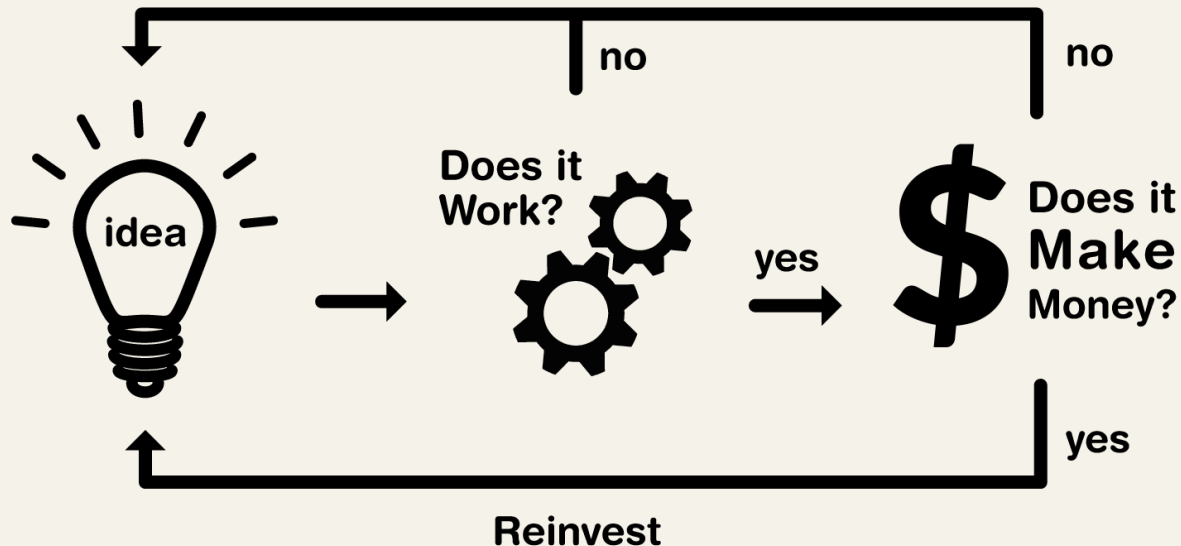 no
no
idea
Does it
Work?
yes
$
Does it
Make
Money?
yes
Reinvest